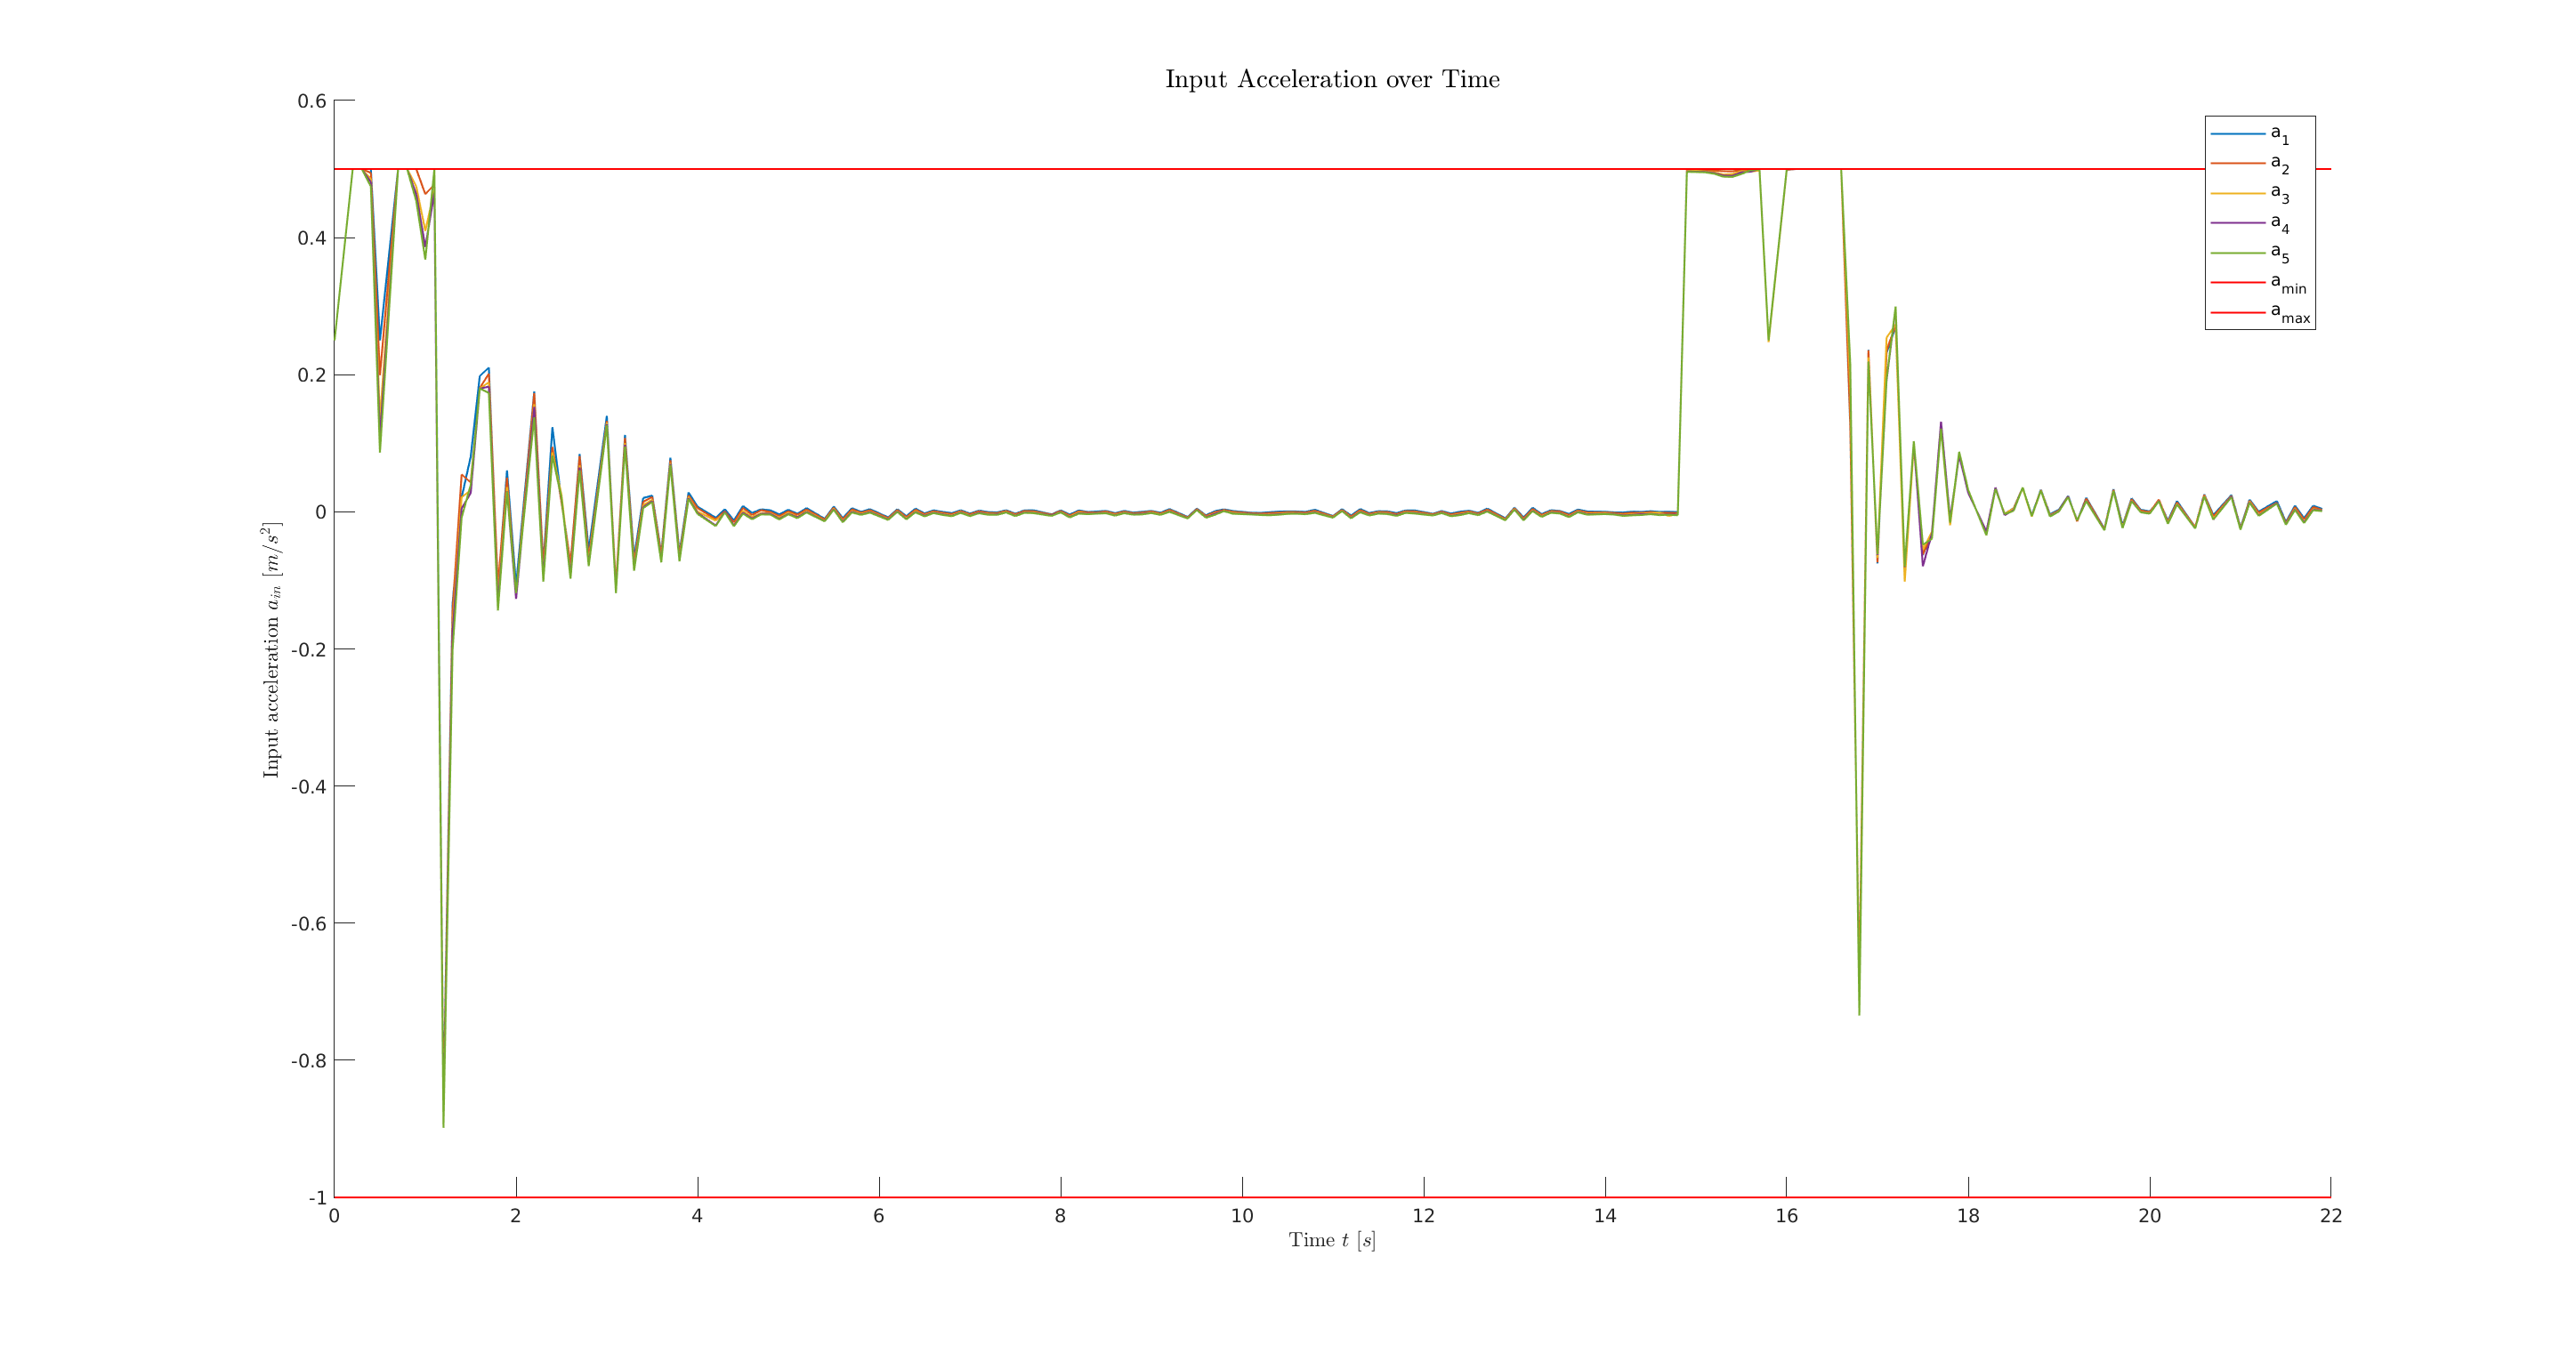 Input Acceleration over Time
0.6
0.4
0.2
0
-0.2
-0.4
-0.6
-0.8
-1
Input acceleration a_in [m/s^2]
a_1
a_2
a_3
a_4
a_5
a_min
a_max
0 2 4 6 8 10 12 14 16 18 20 22
Time t [s]